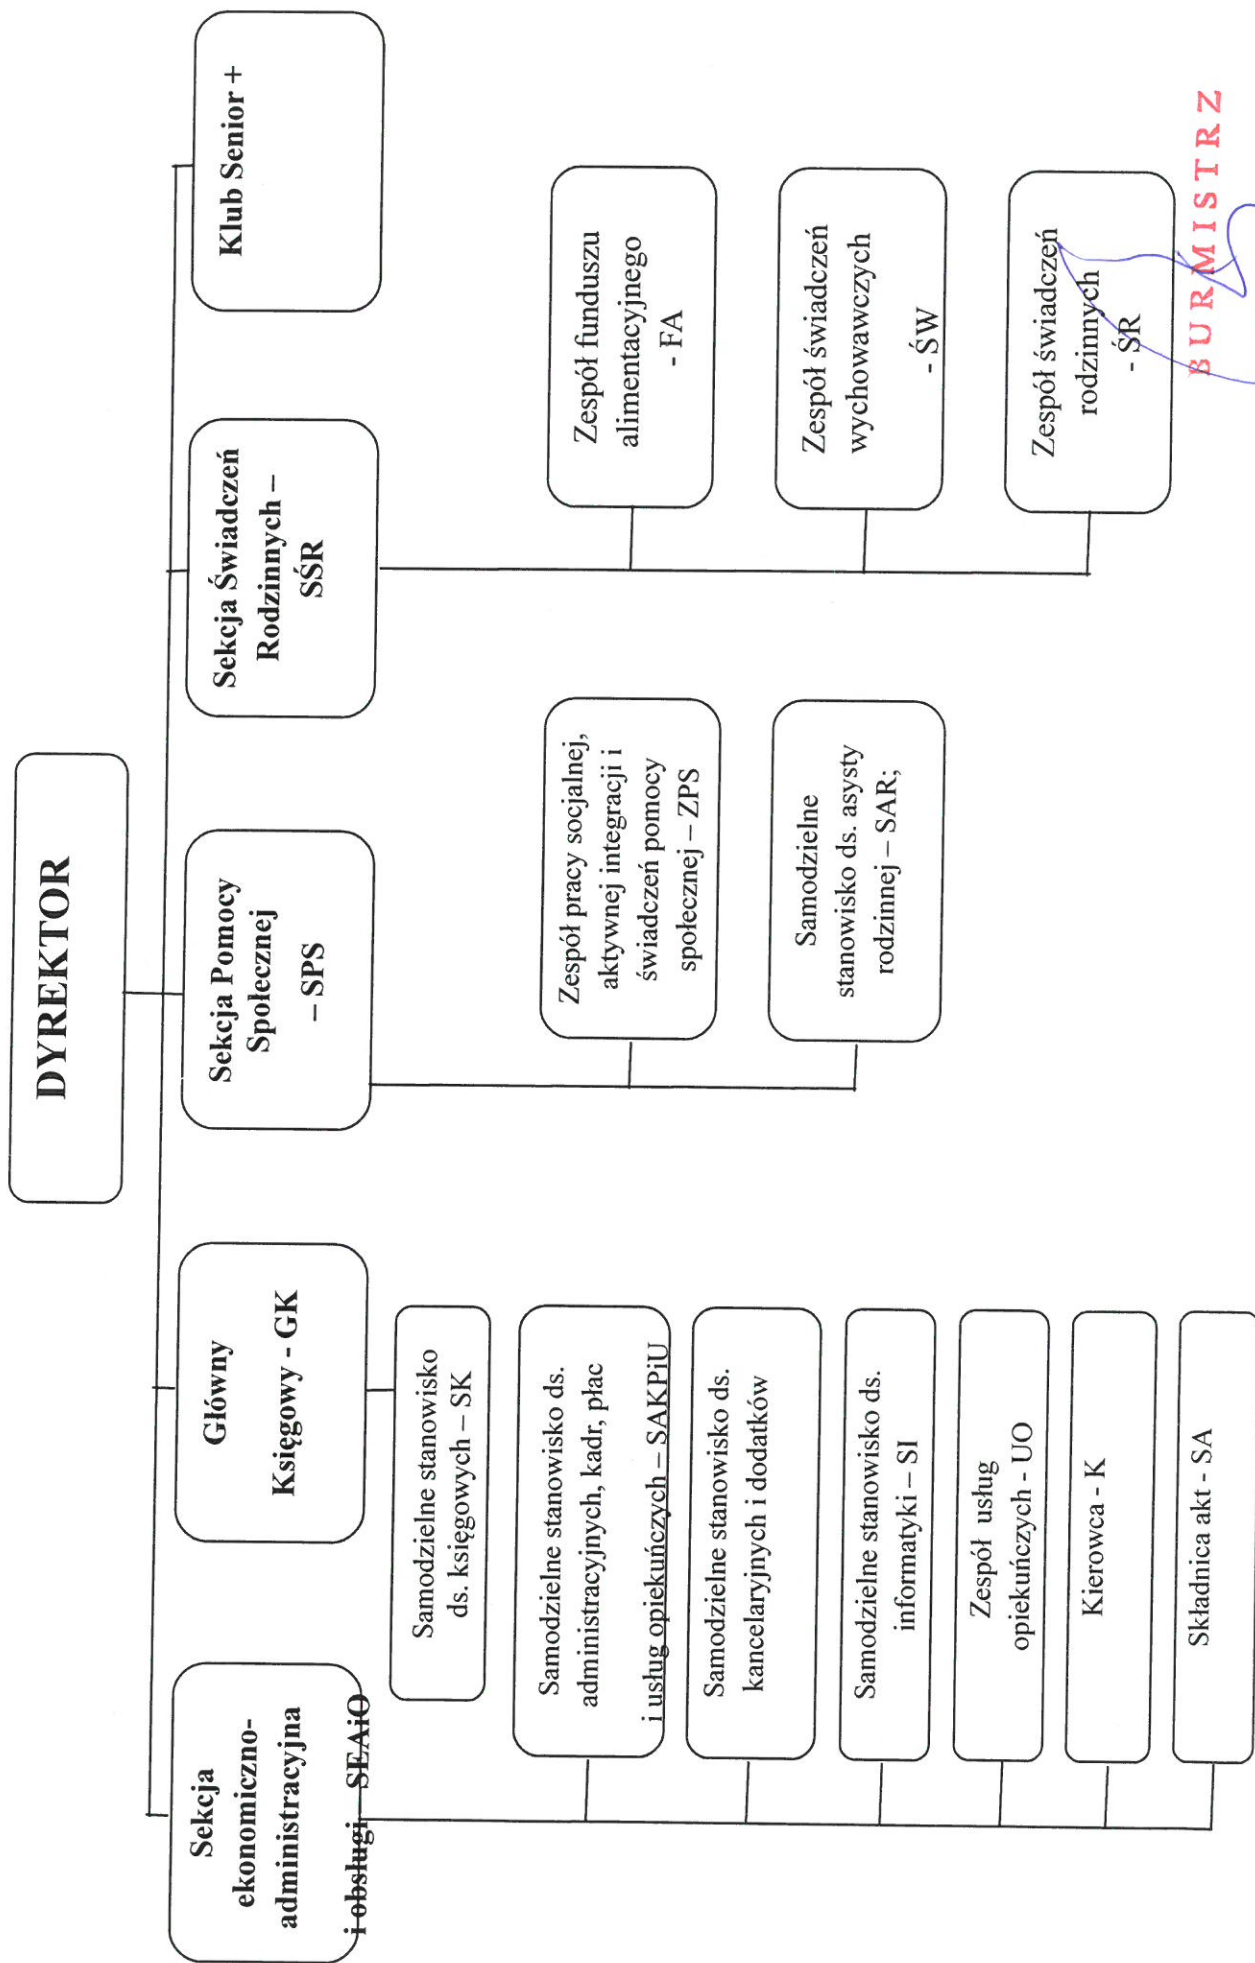 DYREKTOR
Sekcja
ekonomiczno-
administracyjna
i obsługi SEAiO
Główny
Księgowy - GK
Sekcja Pomocy
Społecznej
– SPS
Sekcja Świadczeń
Rodzinnych –
SŚR
Klub Senior +
Samodzielne stanowisko
ds. księgowych – SK
Samodzielne stanowisko ds.
administracyjnych, kadr, płac
i usług opiekuńczych – SAKPiU
Samodzielne stanowisko ds.
kancelaryjnych i dodatków
Samodzielne stanowisko ds.
informatyki – SI
Zespół usług
opiekuńczych - UO
Kierowca - K
Składnica akt - SA
Zespół pracy socjalnej,
aktywnej integracji i
świadczeń pomocy
społecznej – ZPS
Samodzielne
stanowisko ds. asysty
rodzinnej – SAR;
Zespół funduszu
alimentacyjnego
- FA
Zespół świadczeń
wychowawczych
- ŚW
Zespół świadczeń
rodzinnych
- ŚR
BURMISTRZ